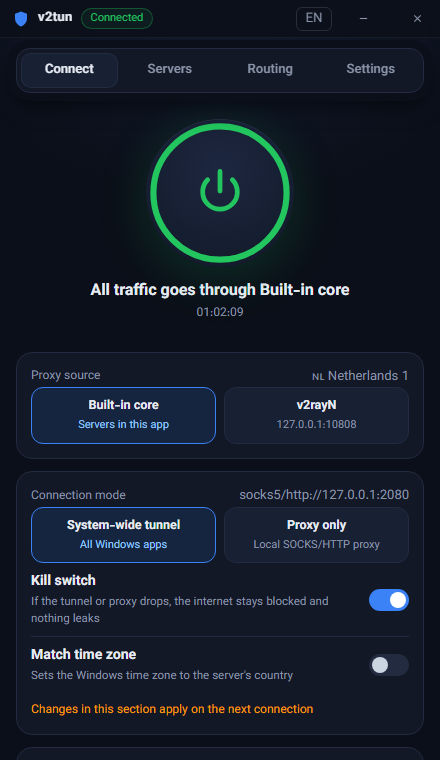 v2tun
Connected
EN
Connect
Servers
Routing
Settings
All traffic goes through Built-in core
01:02:09
Proxy source
NL Netherlands 1
Built-in core
Servers in this app
v2rayN
127.0.0.1:10808
Connection mode
socks5/http://127.0.0.1:2080
System-wide tunnel
All Windows apps
Proxy only
Local SOCKS/HTTP proxy
Kill switch
If the tunnel or proxy drops, the internet stays blocked and
nothing leaks
Match time zone
Sets the Windows time zone to the server's country
Changes in this section apply on the next connection